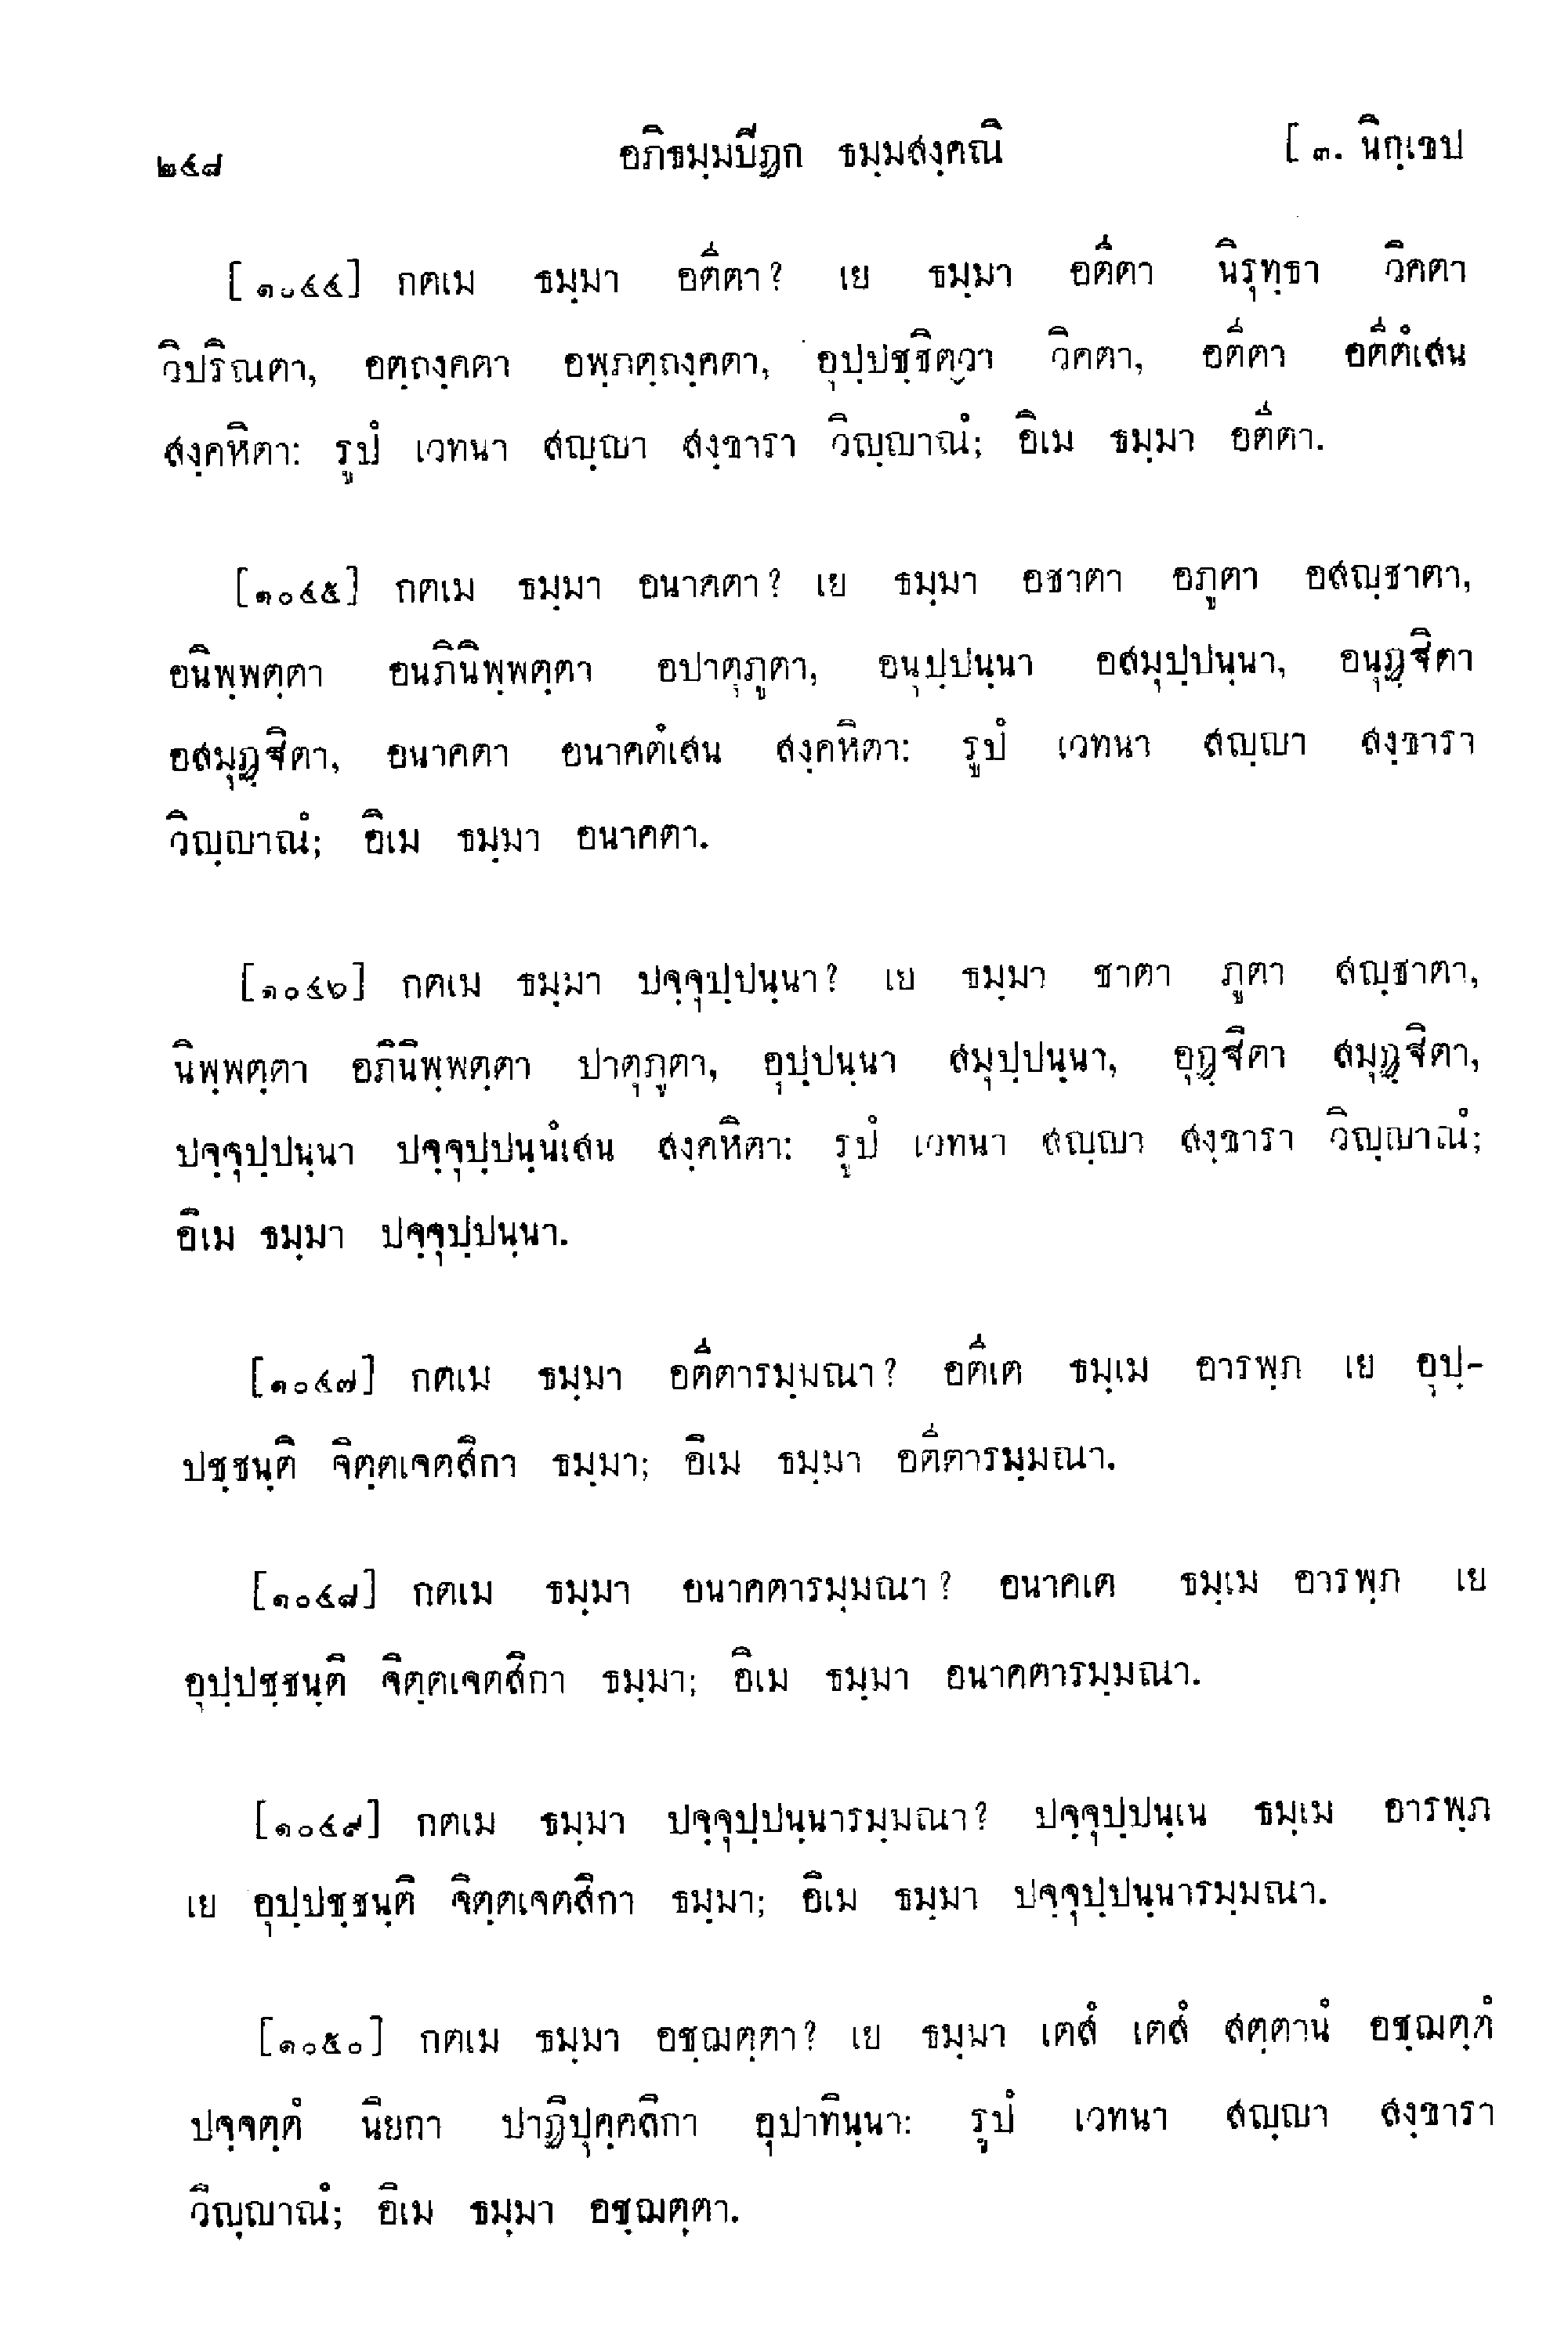 ๒๔๘ อภิธมฺมปิฏก ธมฺมสงฺคณิ [ ๓. นิกฺเขป
[๑๐๔๔] กตเม ธมฺมา อตีตา? เย ธมฺมา อตีตา นิรุทฺธา วิคตา
วิปริณตา, อตฺถงฺคตา อพฺภตฺถงฺคตา, อุปฺปชฺชิตฺวา วิคตา, อตีตา อตีตํเสน
สงฺคหิตา: รูปํ เวทนา สญฺญา สงฺขารา วิญฺญาณํ; อิเม ธมฺมา อตีตา.
[๑๐๔๕] กตเม ธมฺมา อนาคตา? เย ธมฺมา อชาตา อภูตา อสญฺชาตา,
อนิพฺพตฺตา อนภินิพฺพตฺตา อปาตุภูตา, อนุปฺปนฺนา อสมุปฺปนฺนา, อนุฏฺฐิตา
อสมุฏฺฐิตา, อนาคตา อนาคตํเสน สงฺคหิตา: รูปํ เวทนา สญฺญา สงฺขารา
วิญฺญาณํ; อิเม ธมฺมา อนาคตา.
[๑๐๔๖] กตเม ธมฺมา ปจฺจุปฺปนฺนา? เย ธมฺมา ชาตา ภูตา สญฺชาตา,
นิพฺพตฺตา อภินิพฺพตฺตา ปาตุภูตา, อุปฺปนฺนา สมุปฺปนฺนา, อุฏฺฐิตา สมุฏฺฐิตา,
ปจฺจุปฺปนฺนา ปจฺจุปฺปนฺนํเสน สงฺคหิตา: รูปํ เวทนา สญฺญา สงฺขารา วิญฺญาณํ;
อิเม ธมฺมา ปจฺจุปฺปนฺนา.
[๑๐๔๗] กตเม ธมฺมา อตีตารมฺมณา? อตีเต ธมฺเม อารพฺภ เย อุปฺ-
ปชฺชนฺติ จิตฺตเจตสิกา ธมฺมา; อิเม ธมฺมา อตีตารมฺมณา.
[๑๐๔๘] กตเม ธมฺมา อนาคตารมฺมณา? อนาคเต ธมฺเม อารพฺภ เย
อุปฺปชฺชนฺติ จิตฺตเจตสิกา ธมฺมา; อิเม ธมฺมา อนาคตารมฺมณา.
[๑๐๔๙] กตเม ธมฺมา ปจฺจุปฺปนฺนารมฺมณา? ปจฺจุปฺปนฺเน ธมฺเม อารพฺภ
เย อุปฺปชฺชนฺติ จิตฺตเจตสิกา ธมฺมา; อิเม ธมฺมา ปจฺจุปฺปนฺนารมฺมณา.
[๑๐๕๐] กตเม ธมฺมา อชฺฌตฺตา? เย ธมฺมา เตสํ เตสํ สตฺตานํ อชฺฌตฺตํ
ปจฺจตฺตํ นิยกา ปาฏิปุคฺคลิกา อุปาทินฺนา: รูปํ เวทนา สญฺญา สงฺขารา
วิญฺญาณํ; อิเม ธมฺมา อชฺฌตฺตา.